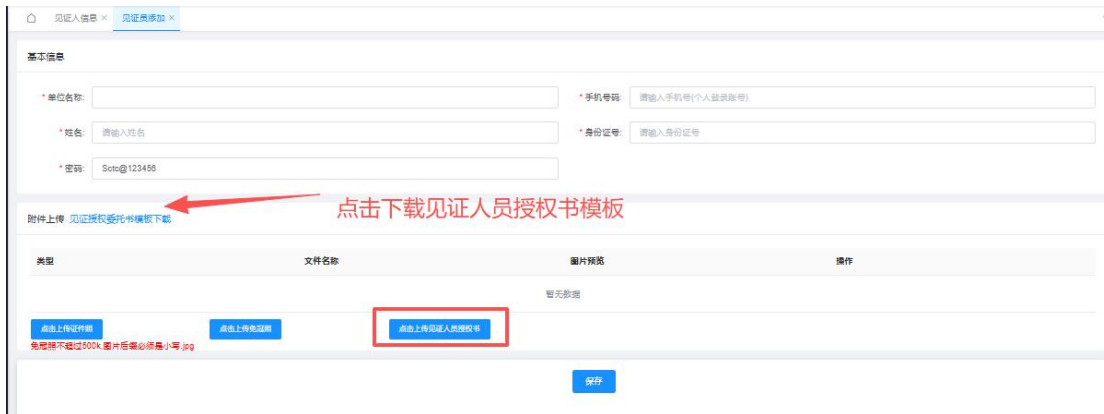 见证人信息 × 见证员添加 ×
基本信息
* 单位名称:
* 手机号码: 请输入手机号(个人登录账号)
* 姓名: 请输入姓名
* 身份证号: 请输入身份证号
* 密码: Scto@123456
点击下载见证人员授权书模板
附件上传 见证授权委托书模板下载
类型 文件名称 图片预览 操作
暂无数据
点击上传证件照 点击上传免冠照 点击上传见证人员授权书
免冠照不超过500k,图片后缀必须是小写.jpg
保存